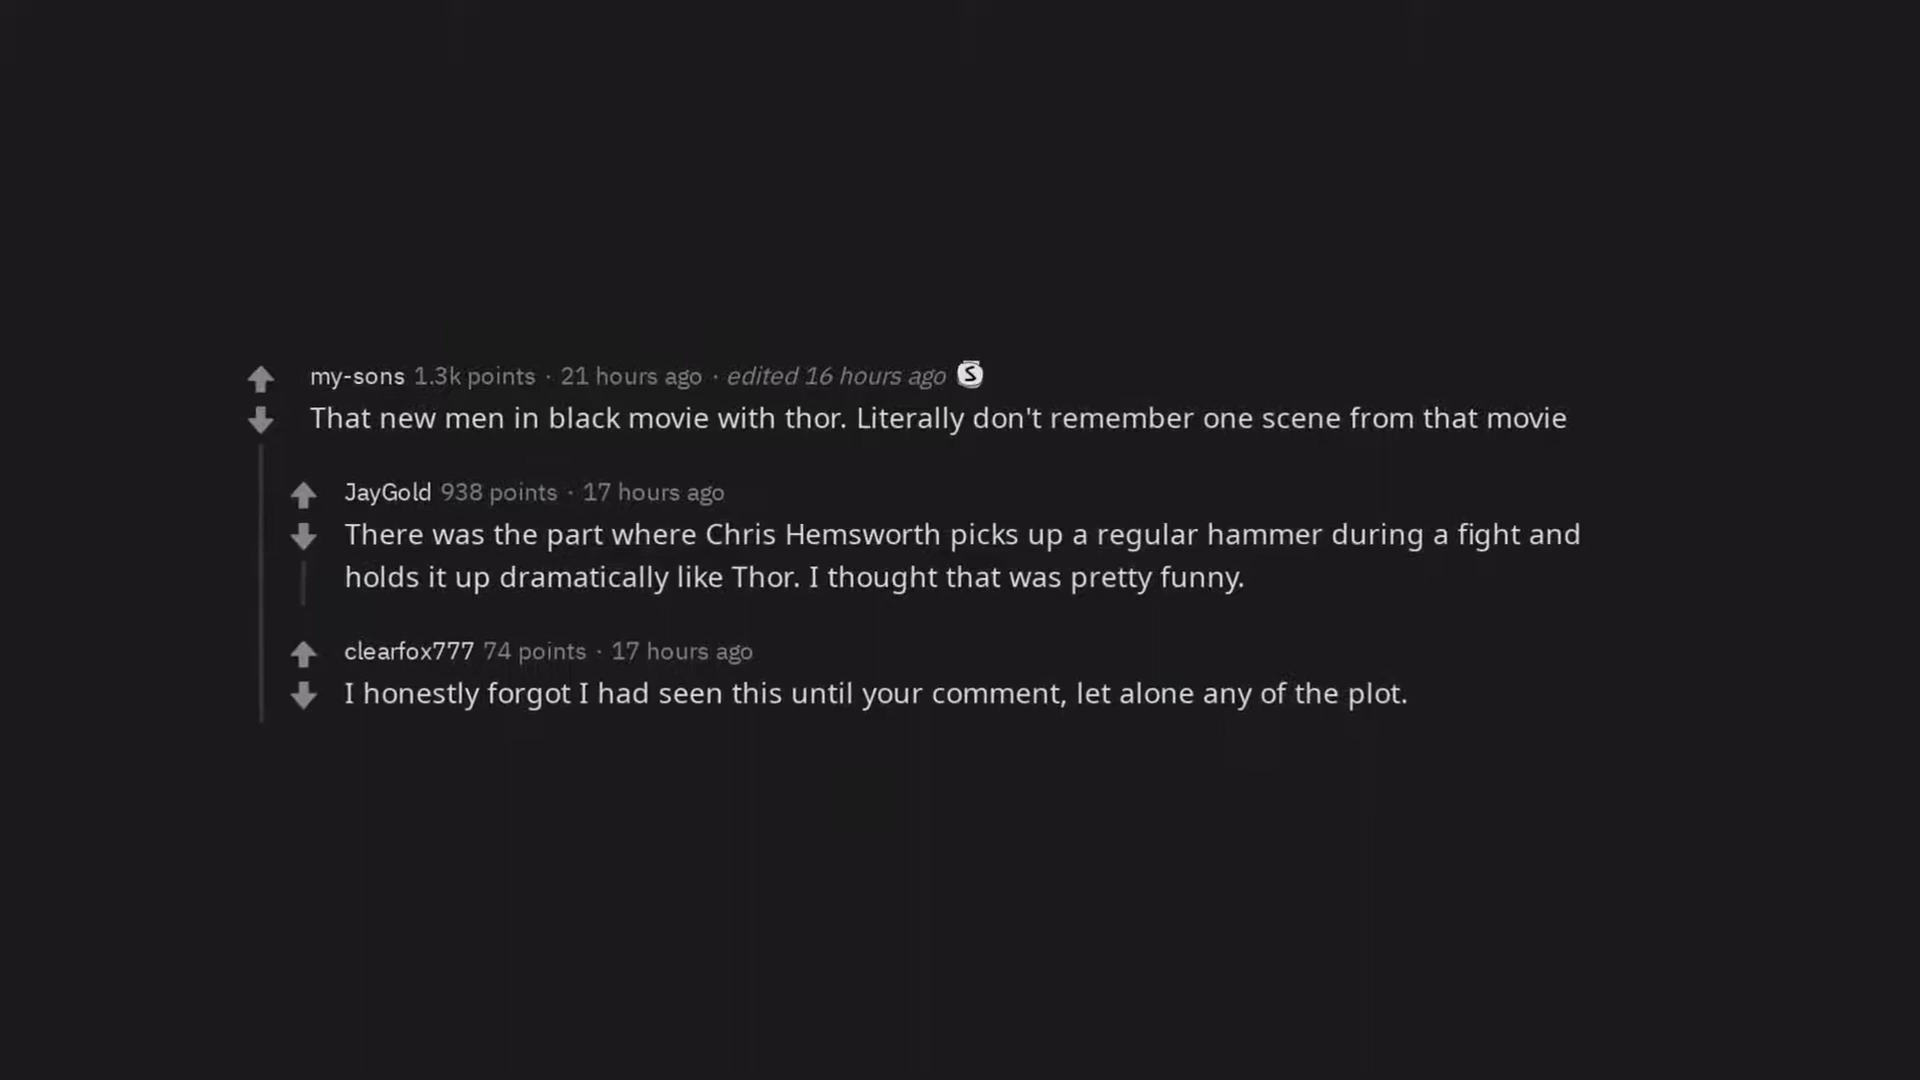 my-sons 1.3k points · 21 hours ago · edited 16 hours ago S
That new men in black movie with thor. Literally don't remember one scene from that movie
JayGold 938 points · 17 hours ago
There was the part where Chris Hemsworth picks up a regular hammer during a fight and
holds it up dramatically like Thor. I thought that was pretty funny.
clearfox777 74 points · 17 hours ago
I honestly forgot I had seen this until your comment, let alone any of the plot.